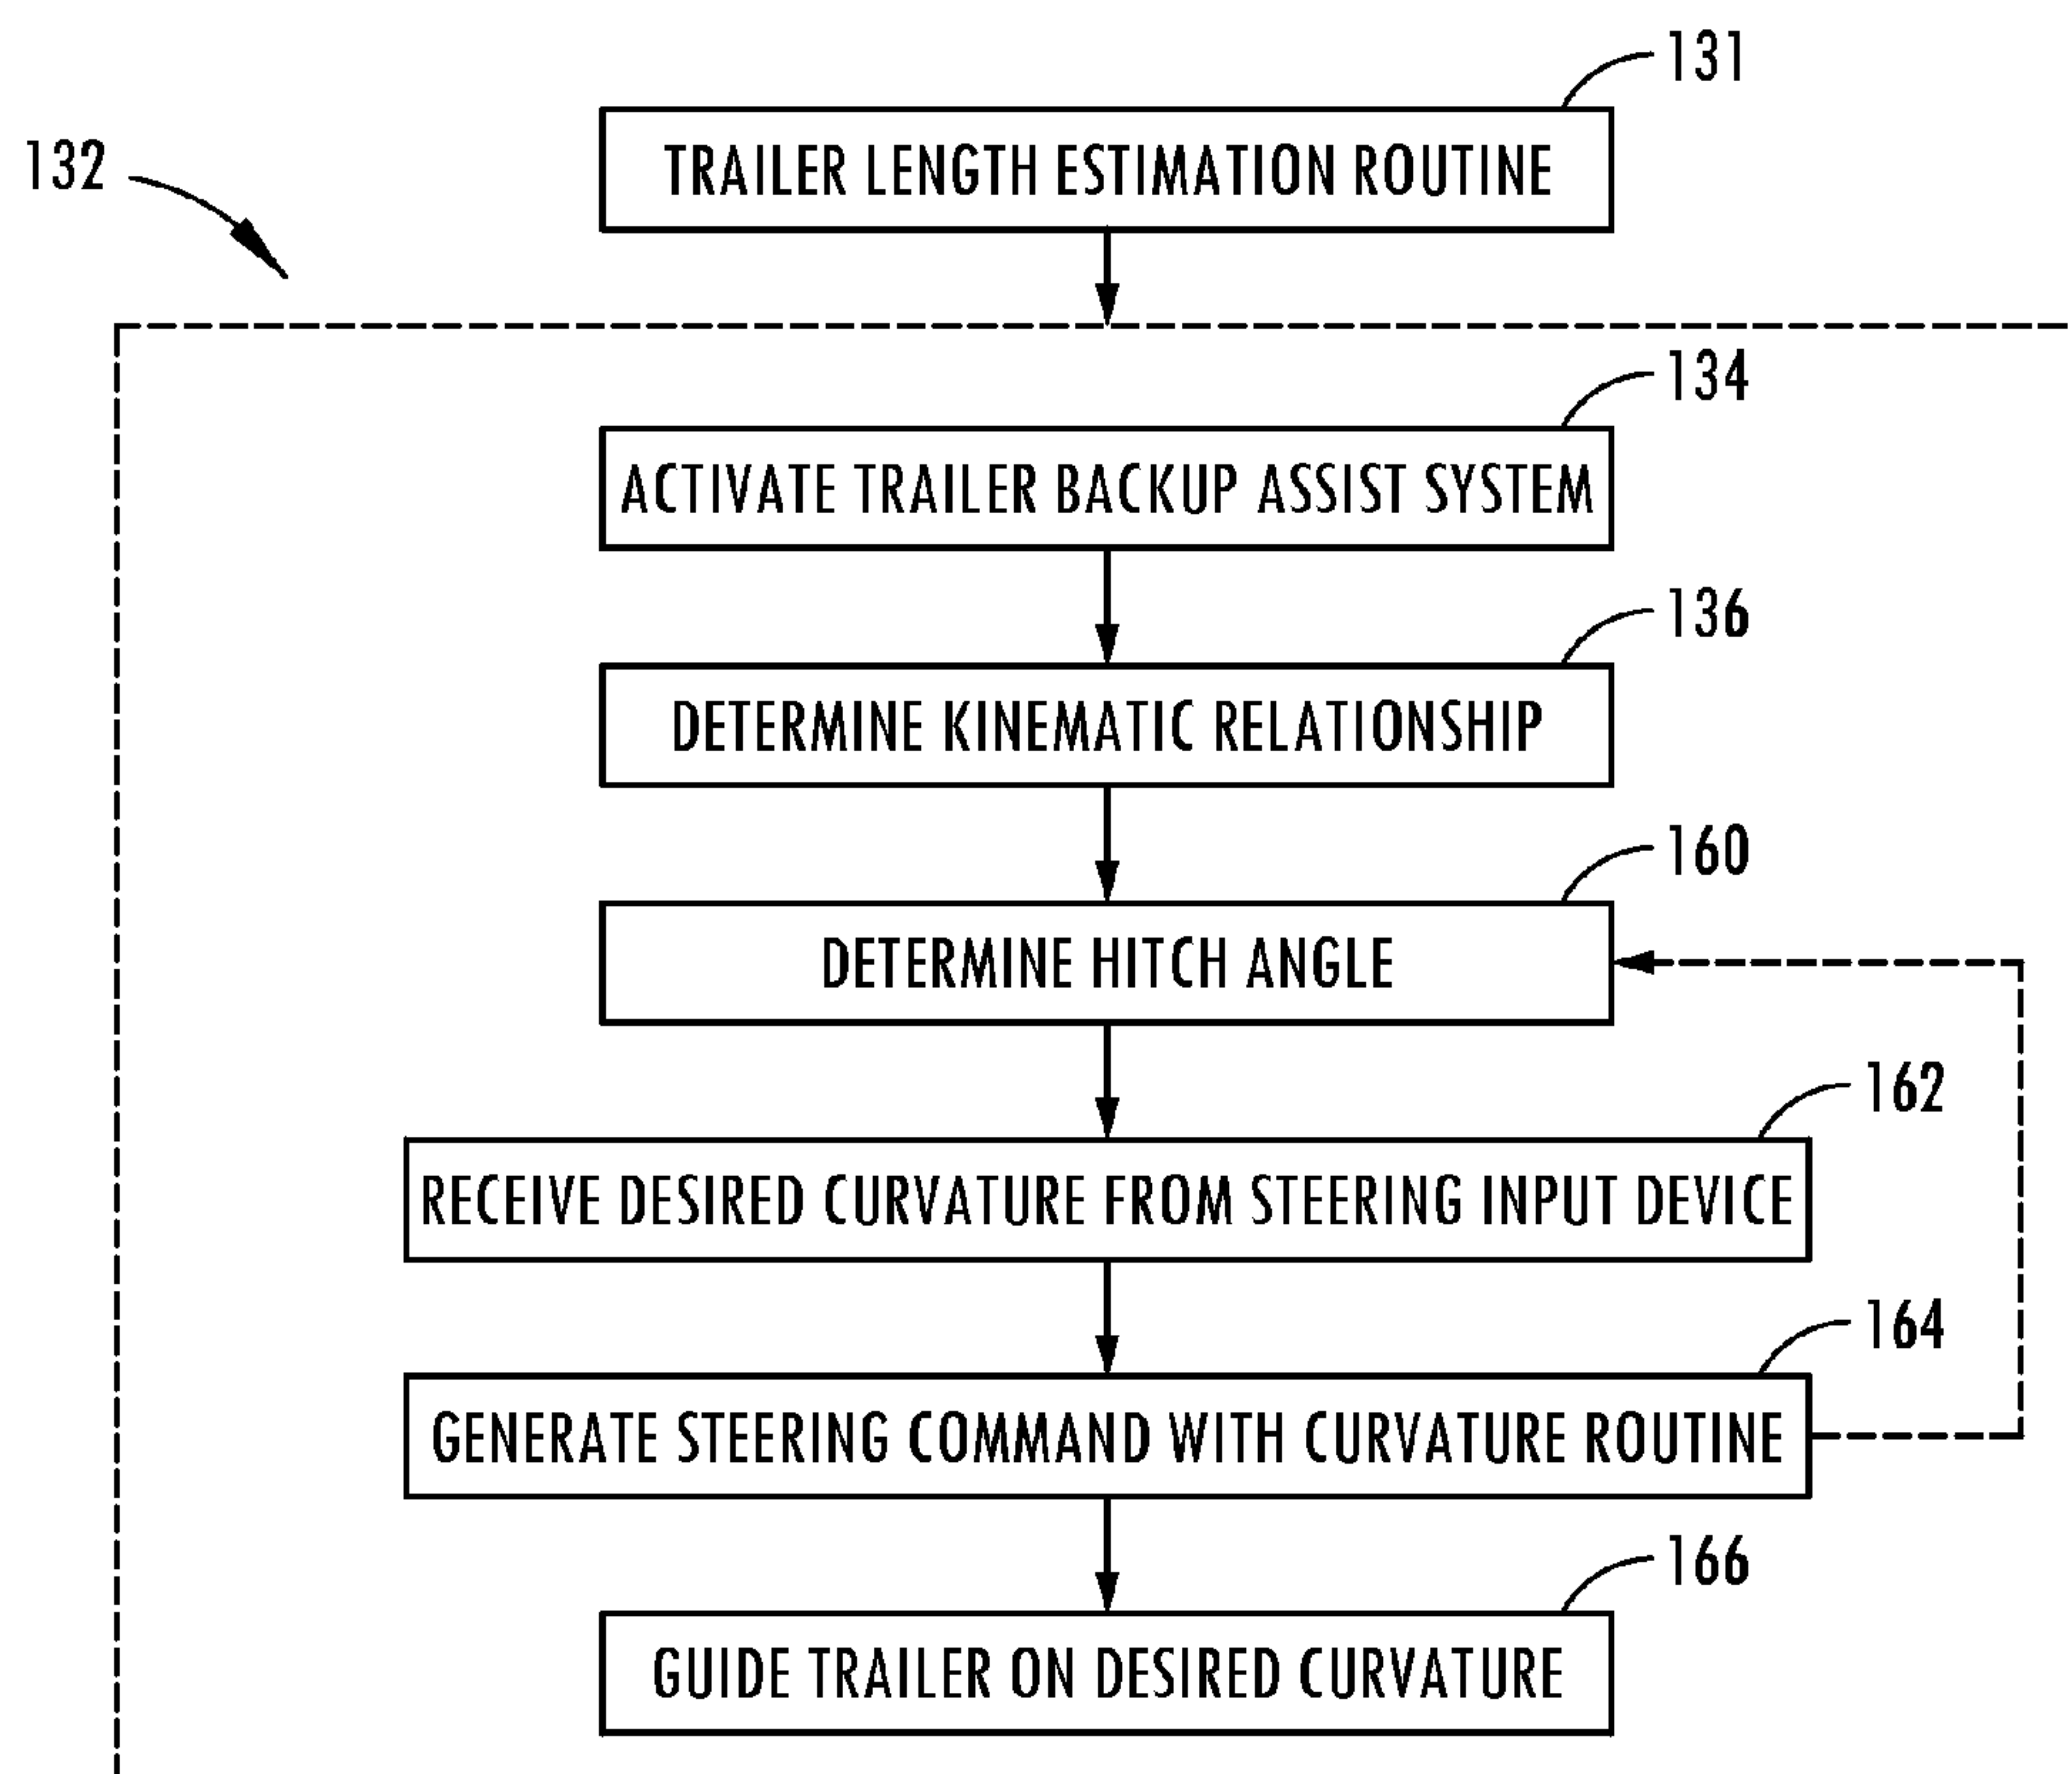 131
TRAILER LENGTH ESTIMATION ROUTINE
132
134
ACTIVATE TRAILER BACKUP ASSIST SYSTEM
136
DETERMINE KINEMATIC RELATIONSHIP
160
DETERMINE HITCH ANGLE
162
RECEIVE DESIRED CURVATURE FROM STEERING INPUT DEVICE
164
GENERATE STEERING COMMAND WITH CURVATURE ROUTINE
166
GUIDE TRAILER ON DESIRED CURVATURE